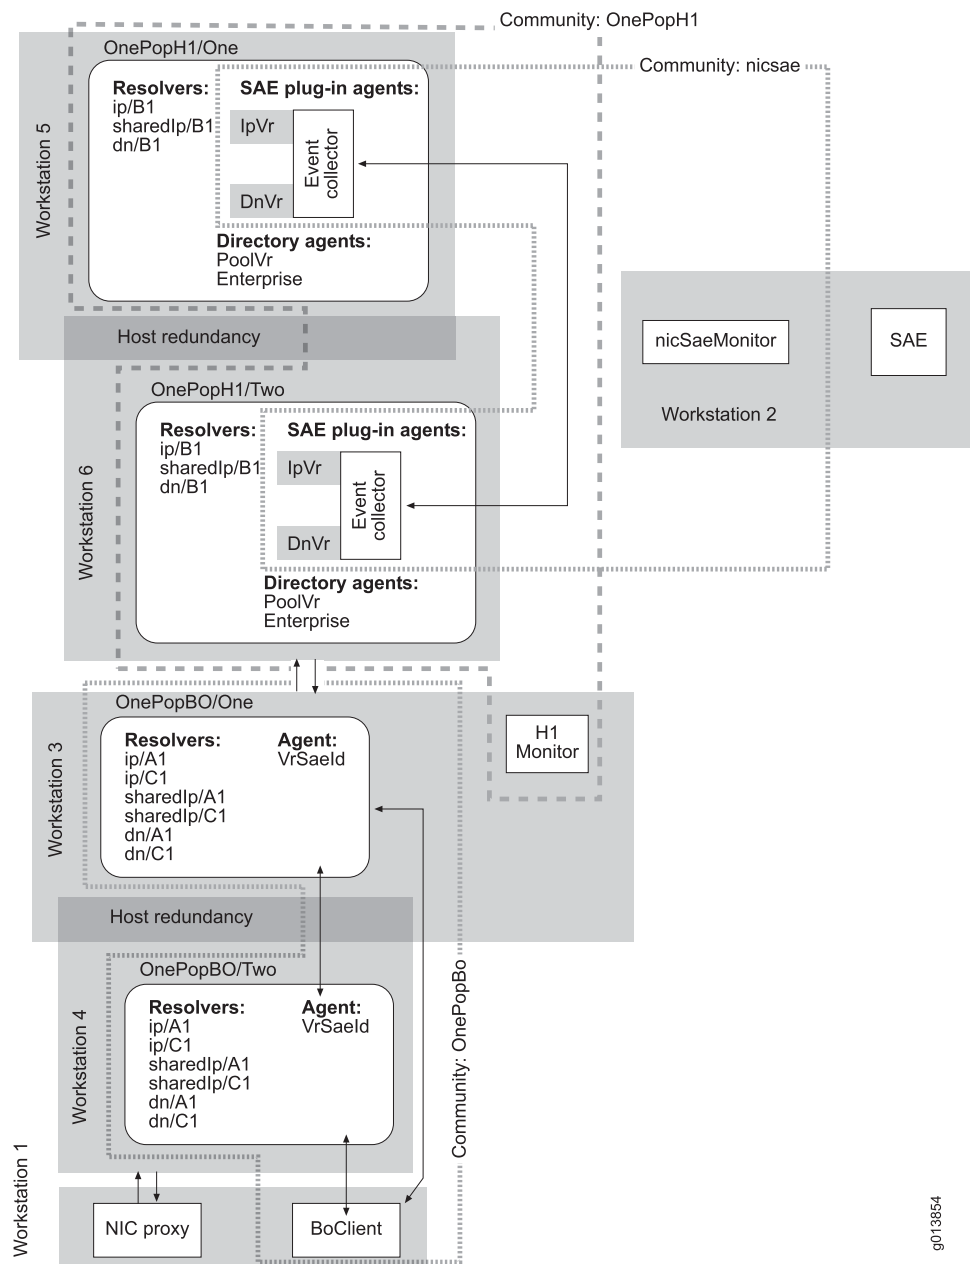 Community: OnePopH1
OnePopH1/One
Community: nicsae
Workstation 5
Resolvers:
ip/B1
sharedIp/B1
dn/B1
SAE plug-in agents:
IpVr
Event
collector
DnVr
Directory agents:
PoolVr
Enterprise
Host redundancy
nicSaeMonitor
SAE
Workstation 2
OnePopH1/Two
Workstation 6
Resolvers:
ip/B1
sharedIp/B1
dn/B1
SAE plug-in agents:
IpVr
Event
collector
DnVr
Directory agents:
PoolVr
Enterprise
OnePopBO/One
Workstation 3
Resolvers:
ip/A1
ip/C1
sharedIp/A1
sharedIp/C1
dn/A1
dn/C1
Agent:
VrSaeId
H1
Monitor
Host redundancy
OnePopBO/Two
Workstation 4
Resolvers:
ip/A1
ip/C1
sharedIp/A1
sharedIp/C1
dn/A1
dn/C1
Agent:
VrSaeId
Community: OnePopBo
Workstation 1
NIC proxy
BoClient
g013854